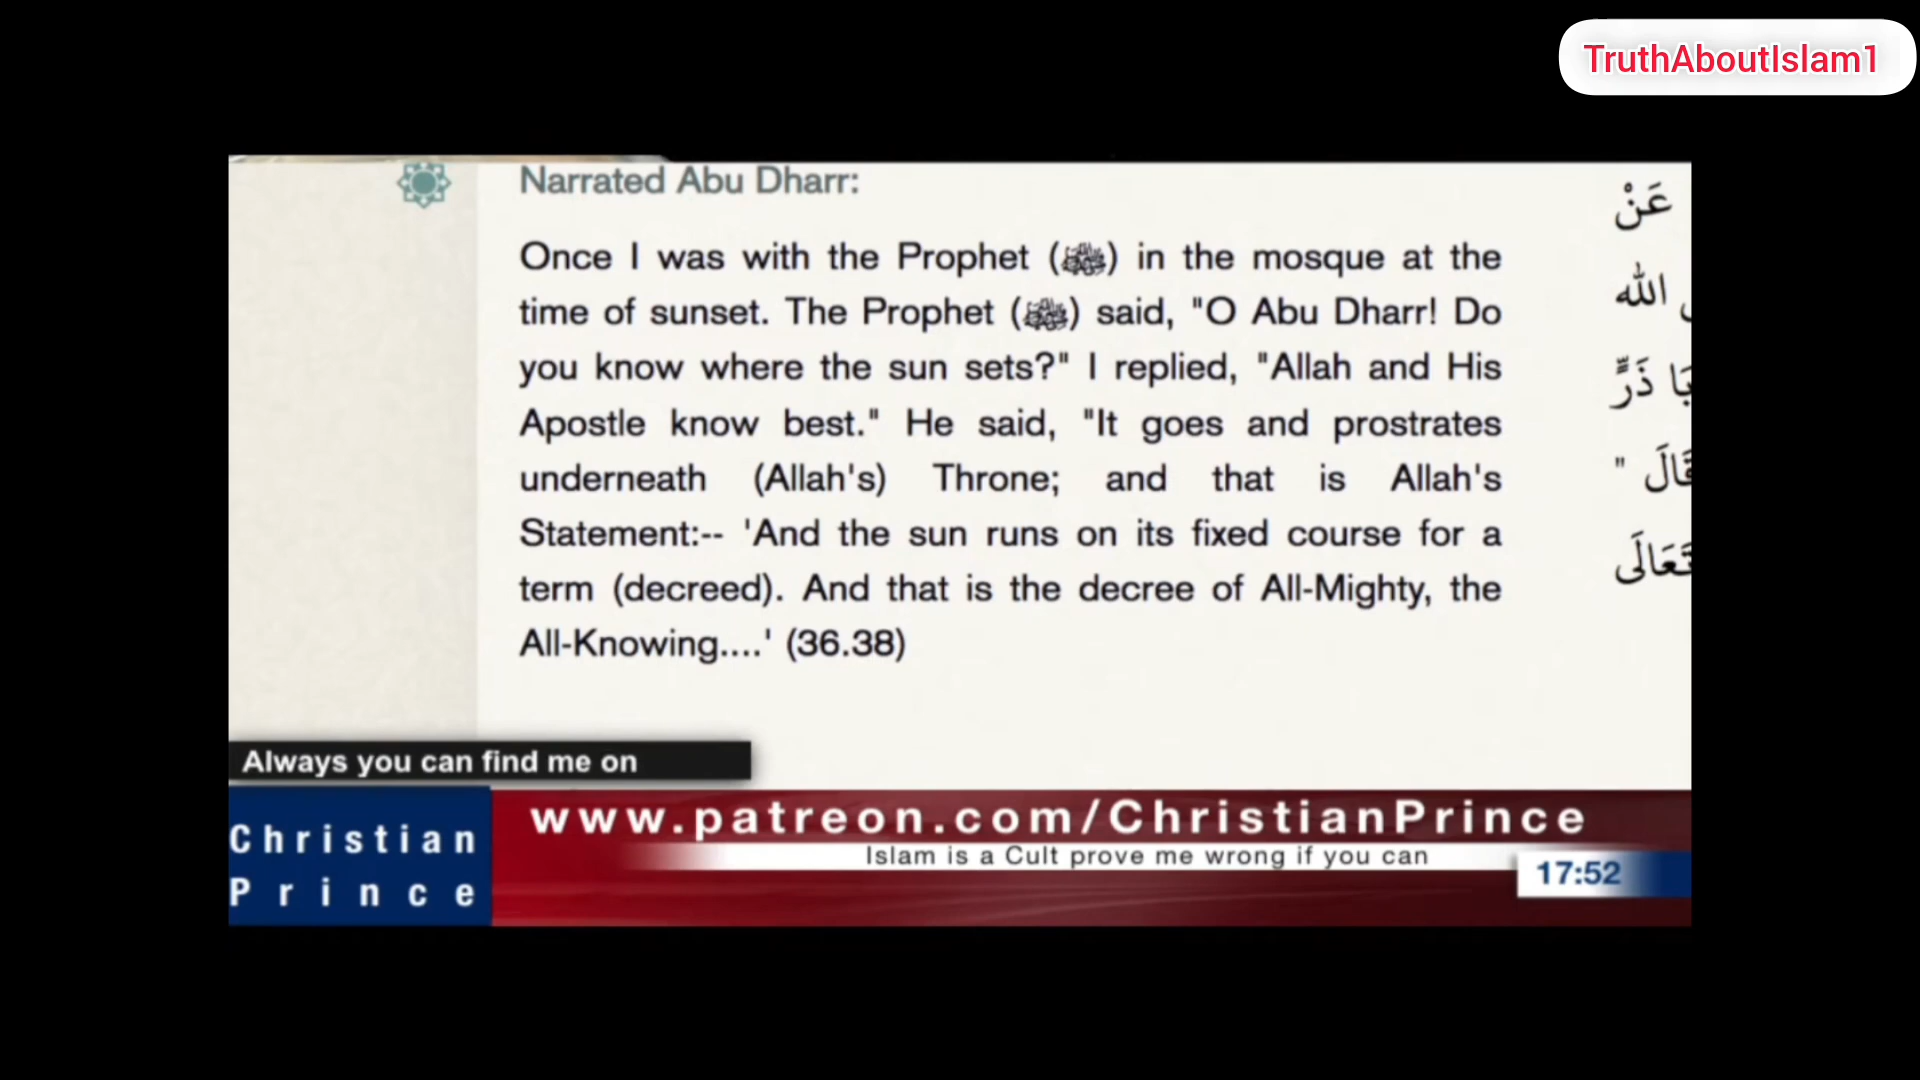 TruthAboutIslam1
Narrated Abu Dharr:
Once I was with the Prophet (ﷺ) in the mosque at the
time of sunset. The Prophet (ﷺ) said, "O Abu Dharr! Do
you know where the sun sets?" I replied, "Allah and His
Apostle know best." He said, "It goes and prostrates
underneath (Allah's) Throne; and that is Allah's
Statement:-- 'And the sun runs on its fixed course for a
term (decreed). And that is the decree of All-Mighty, the
All-Knowing....' (36.38)
عَنْ
الله
ذَرٍّ
قَالَ "
تَعَالَى
Always you can find me on
Christian
Prince
www.patreon.com/ChristianPrince
Islam is a Cult prove me wrong if you can
17:52